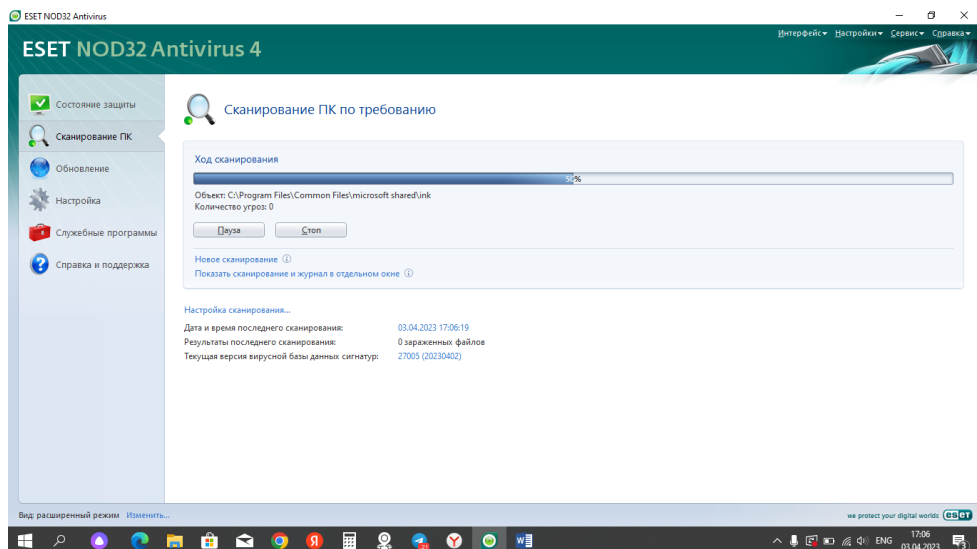 ESET NOD32 Antivirus
Интерфейс Настройки Сервис Справка
ESET NOD32 Antivirus 4
Состояние защиты
Сканирование ПК
Обновление
Настройка
Служебные программы
Справка и поддержка
Сканирование ПК по требованию
Ход сканирования
50%
Объект: C:\Program Files\Common Files\microsoft shared\ink
Количество угроз: 0
Пауза Стоп
Новое сканирование
Показать сканирование и журнал в отдельном окне
Настройка сканирования...
Дата и время последнего сканирования: 03.04.2023 17:06:19
Результаты последнего сканирования: 0 зараженных файлов
Текущая версия вирусной базы данных сигнатур: 27005 (20230402)
Вид: расширенный режим Изменить...
we protect your digital worlds eset
ENG 17:06
03.04.2023